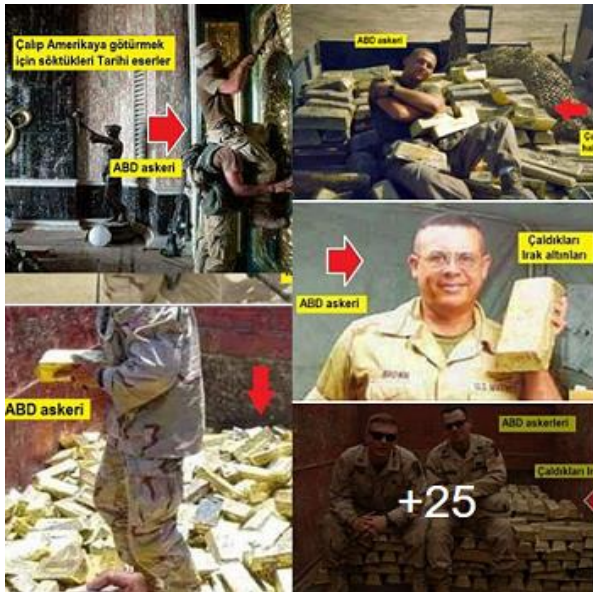 Çalıp Amerikaya götürmek
için söktükleri Tarihi eserler
ABD askeri
ABD askeri
Çaldıkları
Irak altınları
ABD askeri
BROWN
ABD askeri
ABD askerleri
Çaldıkları
+25